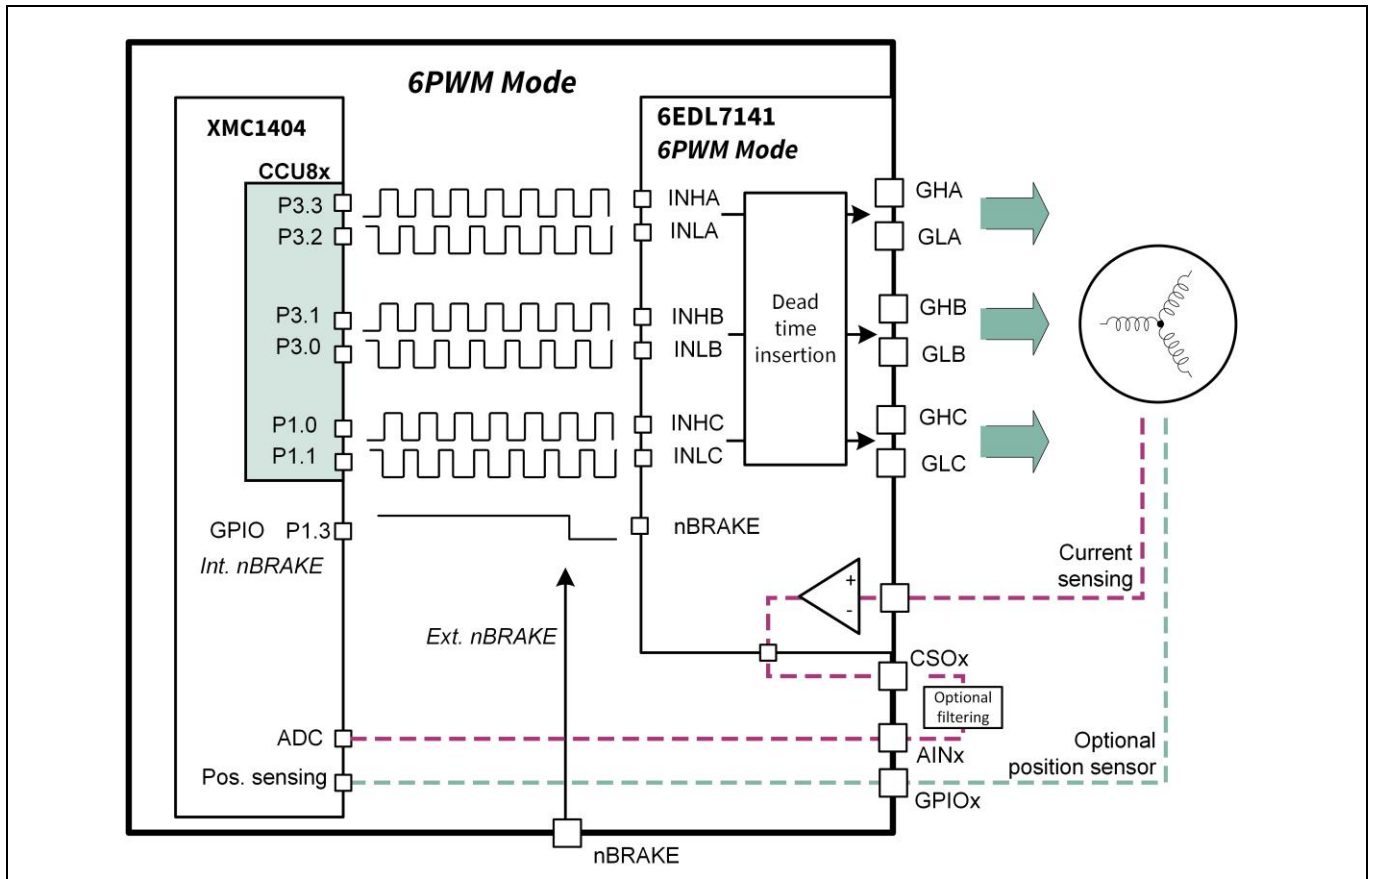 6PWM Mode
XMC1404
CCU8x
P3.3
P3.2
P3.1
P3.0
P1.0
P1.1
GPIO P1.3
Int. nBRAKE
ADC
Pos. sensing
Ext. nBRAKE
nBRAKE
6EDL7141
6PWM Mode
INHA
INLA
INHB
INLB
INHC
INLC
nBRAKE
Dead
time
insertion
+
-
GHA
GLA
GHB
GLB
GHC
GLC
Current
sensing
CSOx
Optional
filtering
AINx
Optional
position sensor
GPIOx